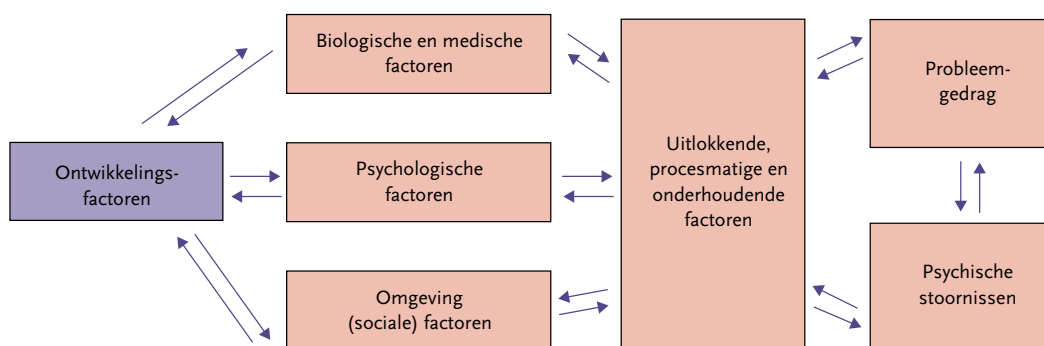 Biologische en medische
factoren
Probleem-
gedrag
Ontwikkelings-
factoren
Psychologische
factoren
Uitlokkende,
procesmatige en
onderhoudende
factoren
Omgeving
(sociale) factoren
Psychische
stoornissen